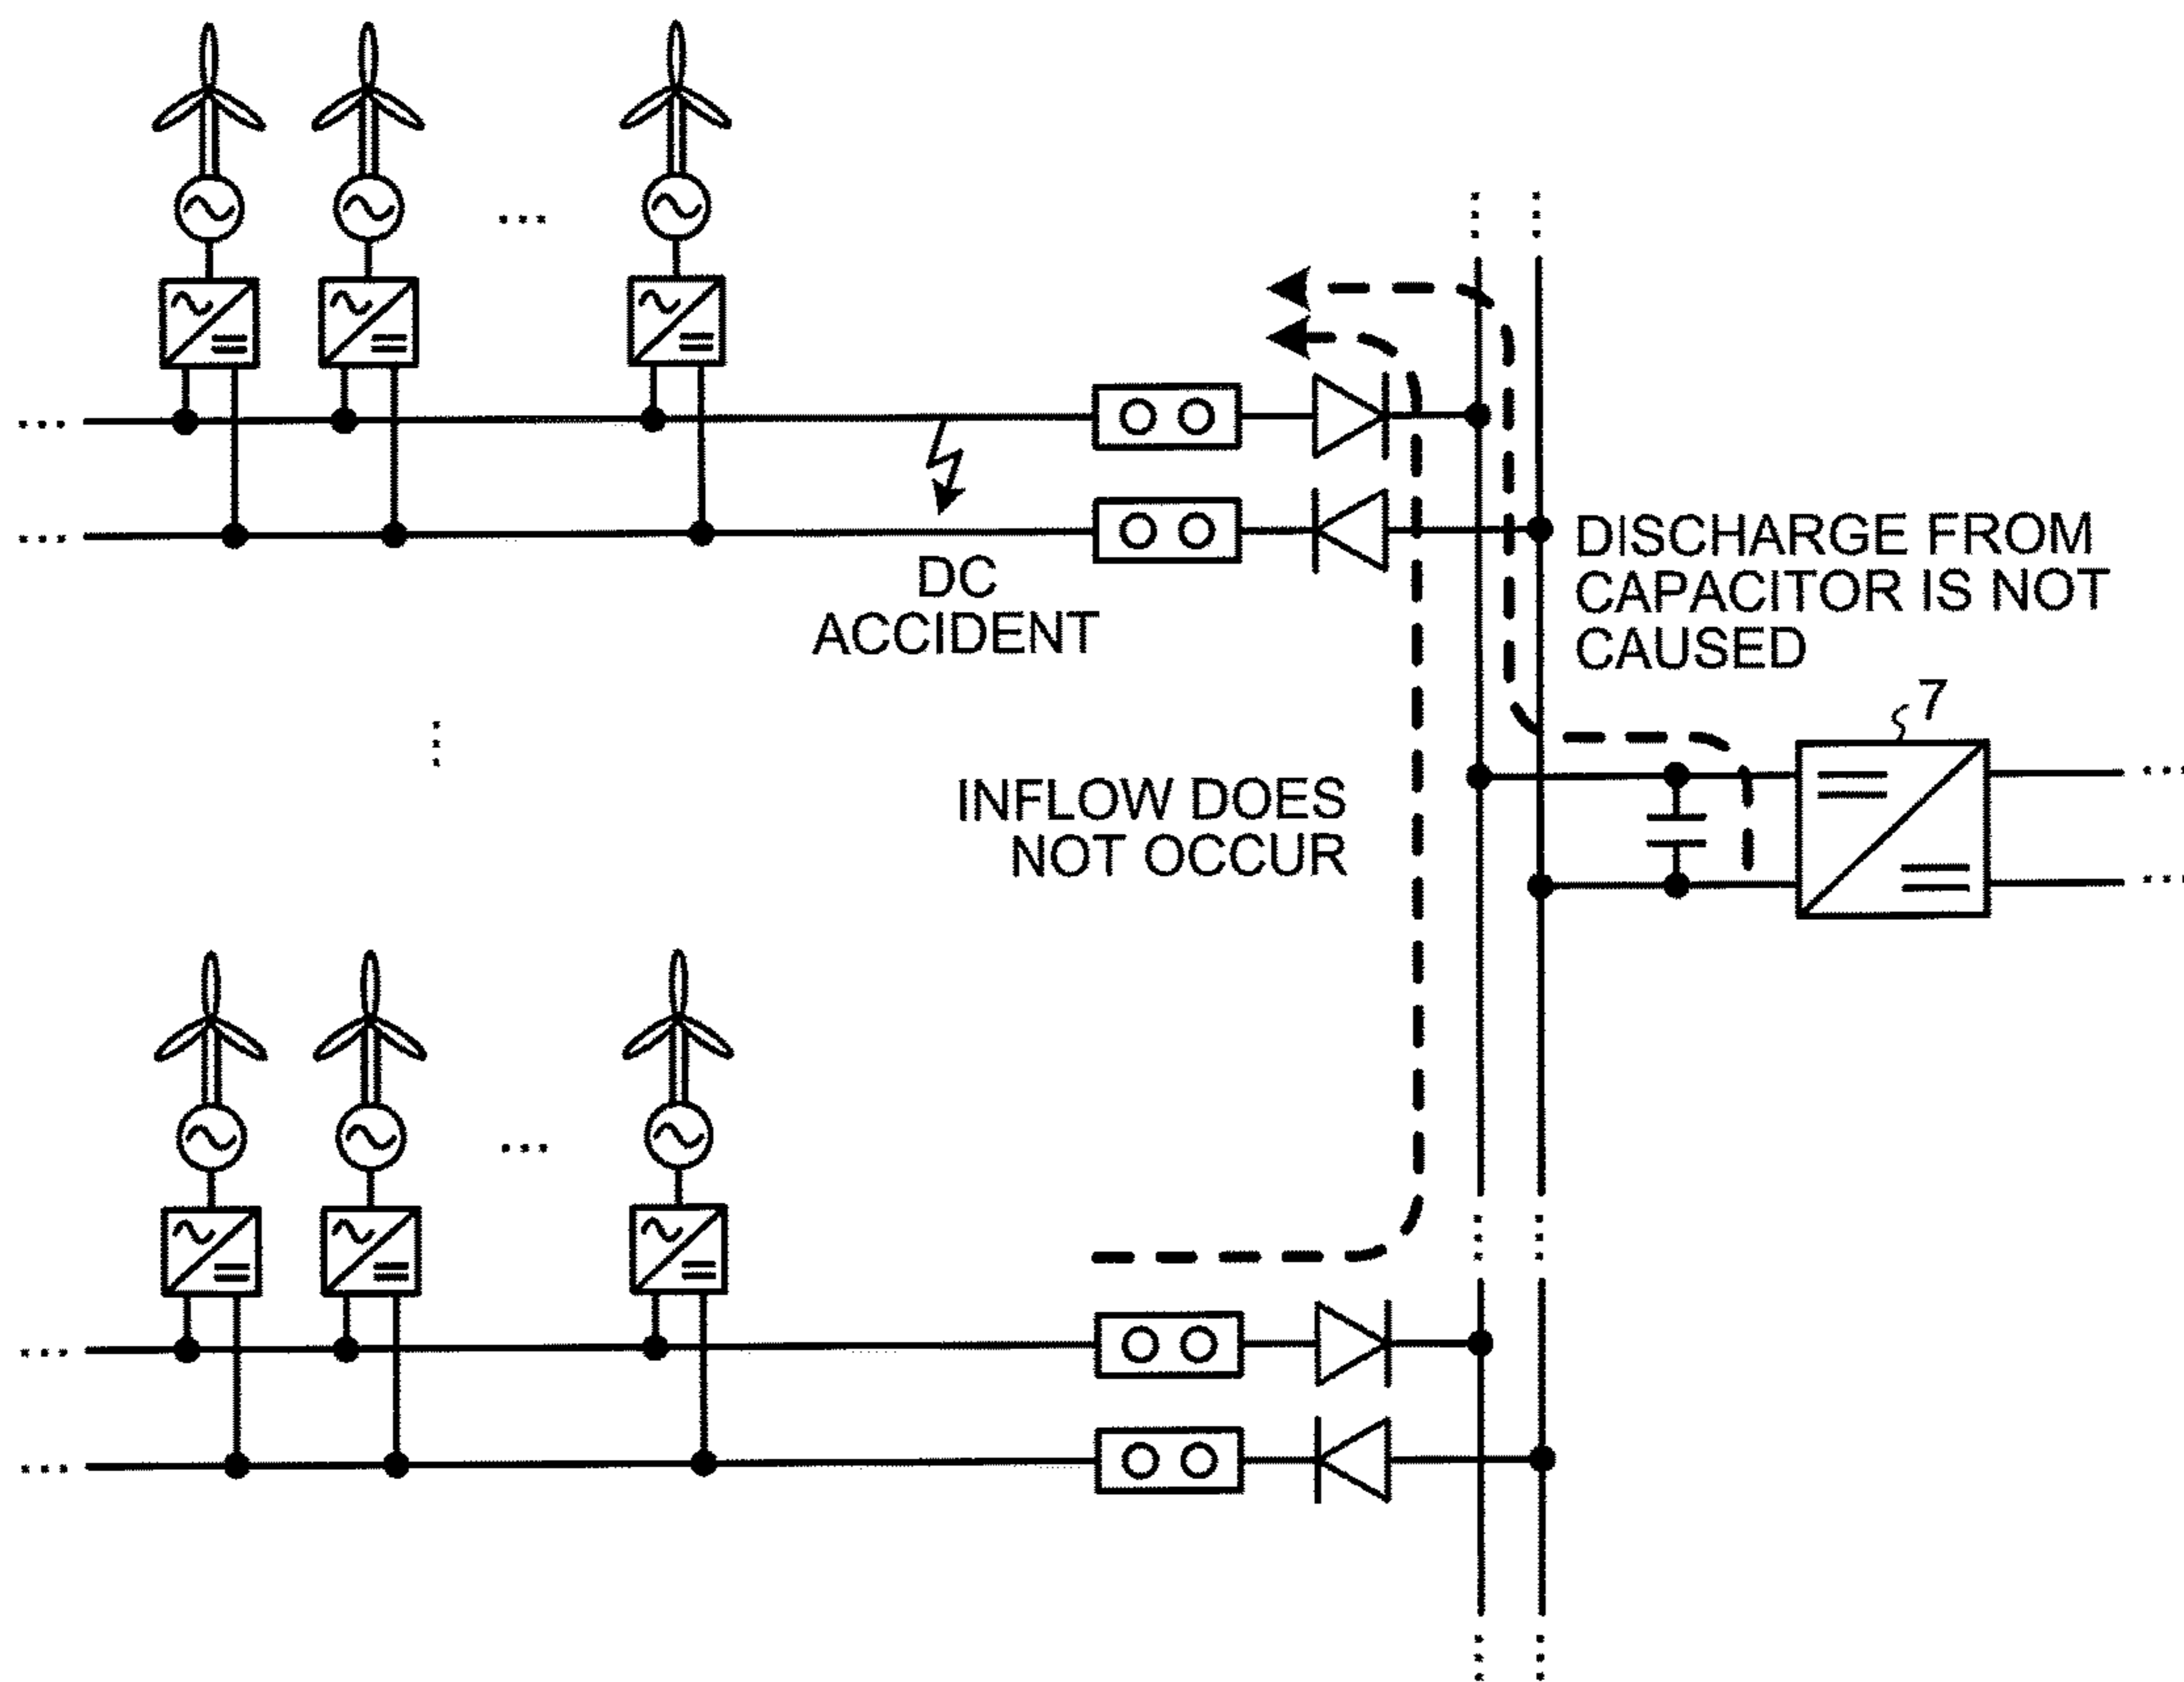 DC
ACCIDENT
DISCHARGE FROM
CAPACITOR IS NOT
CAUSED
7
INFLOW DOES
NOT OCCUR